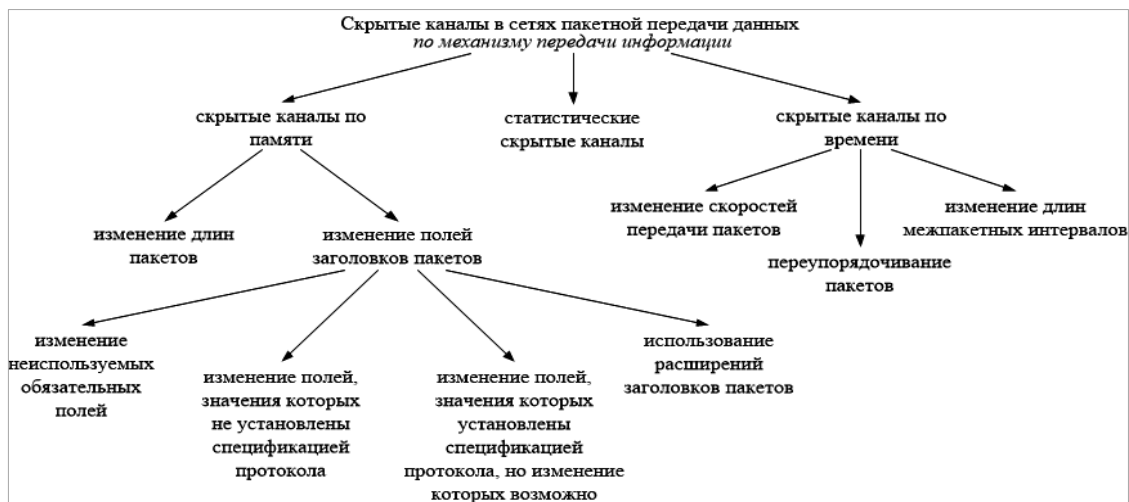 Скрытые каналы в сетях пакетной передачи данных
по механизму передачи информации
скрытые каналы по
памяти
статистические
скрытые каналы
скрытые каналы по
времени
изменение длин
пакетов
изменение полей
заголовков пакетов
изменение скоростей
передачи пакетов
переупорядочивание
пакетов
изменение длин
межпакетных интервалов
изменение
неиспользуемых
обязательных
полей
изменение полей,
значения которых
не установлены
спецификацией
протокола
изменение полей,
значения которых
установлены
спецификацией
протокола, но изменение
которых возможно
использование
расширений
заголовков пакетов